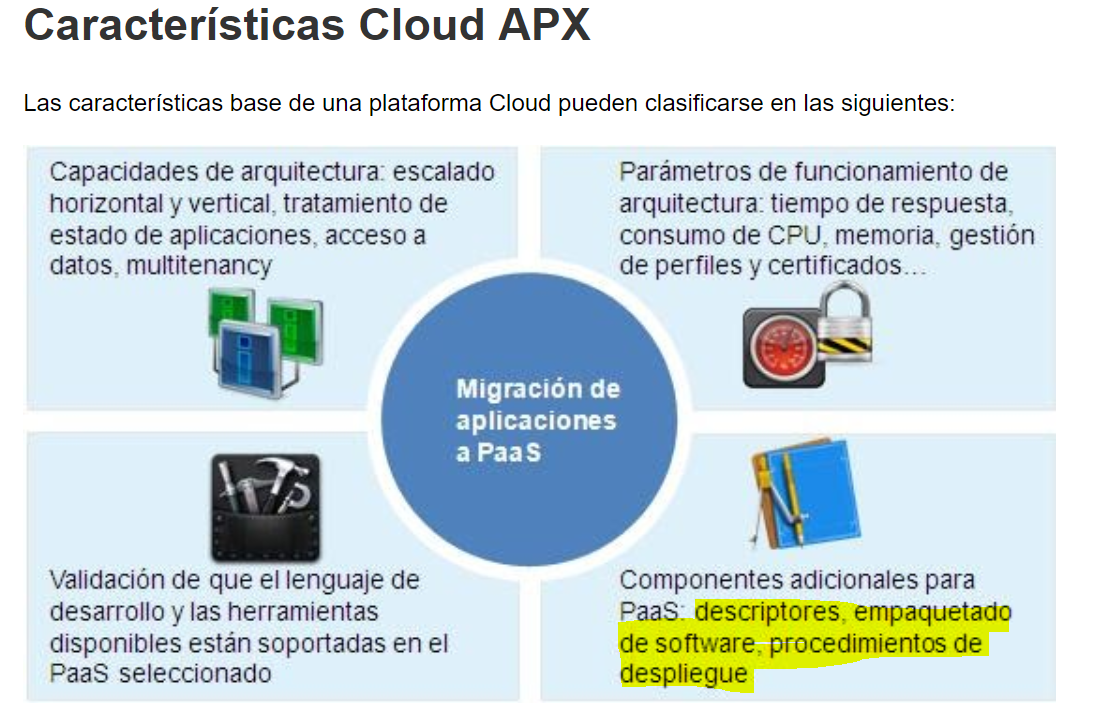 Características Cloud APX
Las características base de una plataforma Cloud pueden clasificarse en las siguientes:
Capacidades de arquitectura: escalado
horizontal y vertical, tratamiento de
estado de aplicaciones, acceso a
datos, multitenancy
Parámetros de funcionamiento de
arquitectura: tiempo de respuesta,
consumo de CPU, memoria, gestión
de perfiles y certificados…
Migración de
aplicaciones
a PaaS
Validación de que el lenguaje de
desarrollo y las herramientas
disponibles están soportadas en el
PaaS seleccionado
Componentes adicionales para
PaaS: descriptores, empaquetado
de software, procedimientos de
despliegue